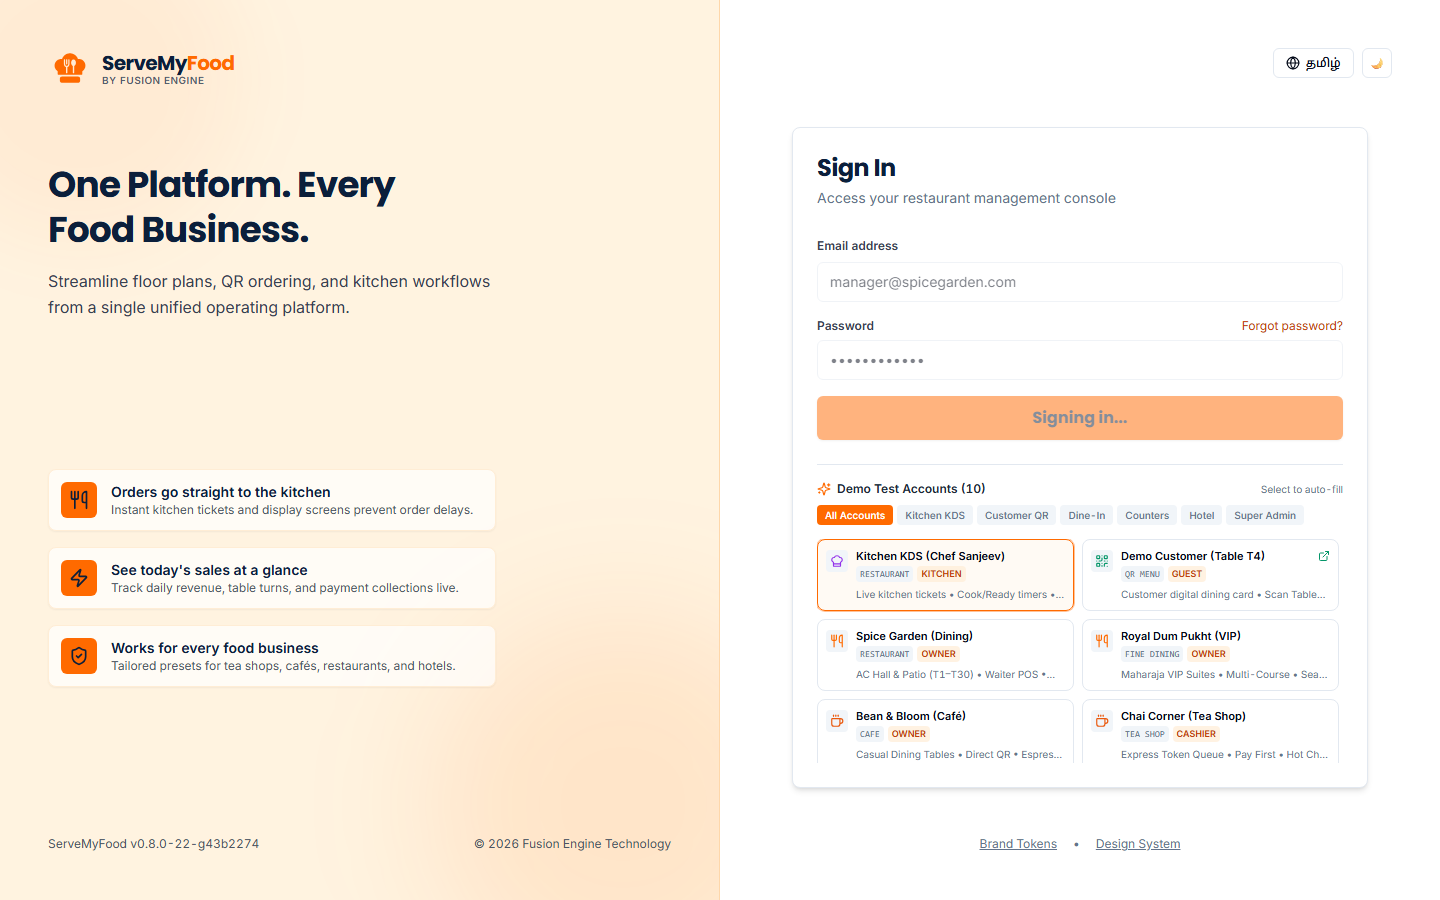 ServeMyFood
BY FUSION ENGINE
One Platform. Every
Food Business.
Streamline floor plans, QR ordering, and kitchen workflows
from a single unified operating platform.
Orders go straight to the kitchen
Instant kitchen tickets and display screens prevent order delays.
See today's sales at a glance
Track daily revenue, table turns, and payment collections live.
Works for every food business
Tailored presets for tea shops, cafés, restaurants, and hotels.
ServeMyFood v0.8.0-22-g43b2274
© 2026 Fusion Engine Technology
தமிழ்
Sign In
Access your restaurant management console
Email address
manager@spicegarden.com
Password
Forgot password?
••••••••••••
Signing in...
Demo Test Accounts (10)
Select to auto-fill
All Accounts
Kitchen KDS
Customer QR
Dine-In
Counters
Hotel
Super Admin
Kitchen KDS (Chef Sanjeev)
RESTAURANT KITCHEN
Live kitchen tickets • Cook/Ready timers •...
Demo Customer (Table T4)
QR MENU GUEST
Customer digital dining card • Scan Table...
Spice Garden (Dining)
RESTAURANT OWNER
AC Hall & Patio (T1–T30) • Waiter POS •...
Royal Dum Pukht (VIP)
FINE DINING OWNER
Maharaja VIP Suites • Multi-Course • Sea...
Bean & Bloom (Café)
CAFE OWNER
Casual Dining Tables • Direct QR • Espres...
Chai Corner (Tea Shop)
TEA SHOP CASHIER
Express Token Queue • Pay First • Hot Ch...
Brand Tokens • Design System